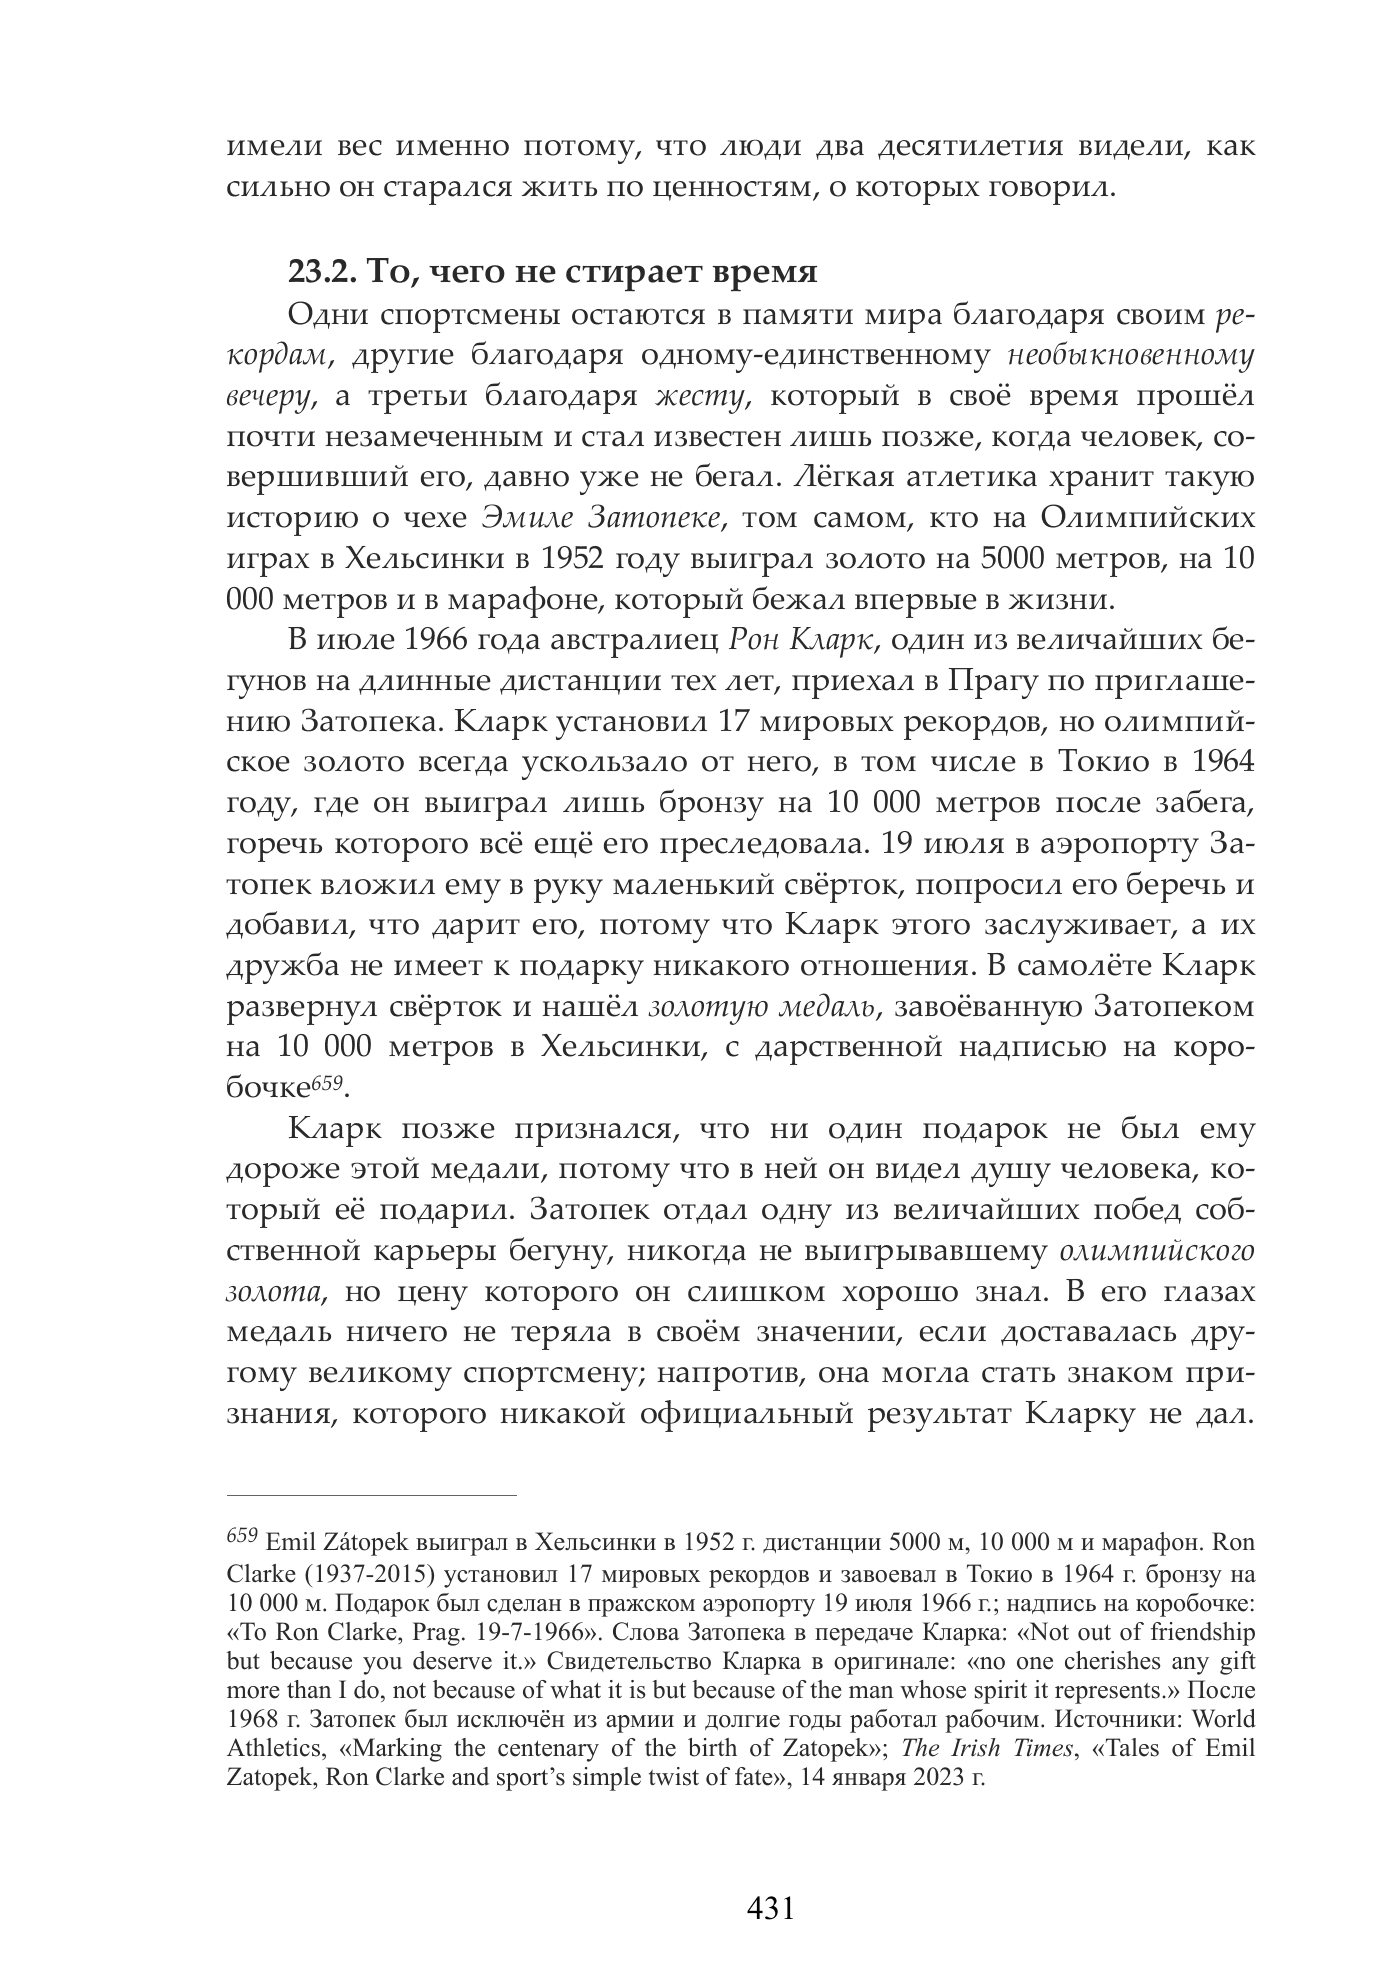 имели вес именно потому, что люди два десятилетия видели, как
сильно он старался жить по ценностям, о которых говорил.
23.2. То, чего не стирает время
Одни спортсмены остаются в памяти мира благодаря своим ре-
кордам, другие благодаря одному-единственному необыкновенному
вечеру, а третьи благодаря жесту, который в своё время прошёл
почти незамеченным и стал известен лишь позже, когда человек, со-
вершивший его, давно уже не бегал. Лёгкая атлетика хранит такую
историю о чехе Эмиле Затопеке, том самом, кто на Олимпийских
играх в Хельсинки в 1952 году выиграл золото на 5000 метров, на 10
000 метров и в марафоне, который бежал впервые в жизни.
В июле 1966 года австралиец Рон Кларк, один из величайших бе-
гунов на длинные дистанции тех лет, приехал в Прагу по приглаше-
нию Затопека. Кларк установил 17 мировых рекордов, но олимпий-
ское золото всегда ускользало от него, в том числе в Токио в 1964
году, где он выиграл лишь бронзу на 10 000 метров после забега,
горечь которого всё ещё его преследовала. 19 июля в аэропорту За-
топек вложил ему в руку маленький свёрток, попросил его беречь и
добавил, что дарит его, потому что Кларк этого заслуживает, а их
дружба не имеет к подарку никакого отношения. В самолёте Кларк
развернул свёрток и нашёл золотую медаль, завоёванную Затопеком
на 10 000 метров в Хельсинки, с дарственной надписью на коро-
бочке659.
Кларк позже признался, что ни один подарок не был ему
дороже этой медали, потому что в ней он видел душу человека, ко-
торый её подарил. Затопек отдал одну из величайших побед соб-
ственной карьеры бегуну, никогда не выигрывавшему олимпийского
золота, но цену которого он слишком хорошо знал. В его глазах
медаль ничего не теряла в своём значении, если доставалась дру-
гому великому спортсмену; напротив, она могла стать знаком при-
знания, которого никакой официальный результат Кларку не дал.
659 Emil Zátopek выиграл в Хельсинки в 1952 г. дистанции 5000 м, 10 000 м и марафон. Ron
Clarke (1937-2015) установил 17 мировых рекордов и завоевал в Токио в 1964 г. бронзу на
10 000 м. Подарок был сделан в пражском аэропорту 19 июля 1966 г.; надпись на коробочке:
«To Ron Clarke, Prag. 19-7-1966». Слова Затопека в передаче Кларка: «Not out of friendship
but because you deserve it.» Свидетельство Кларка в оригинале: «no one cherishes any gift
more than I do, not because of what it is but because of the man whose spirit it represents.» После
1968 г. Затопек был исключён из армии и долгие годы работал рабочим. Источники: World
Athletics, «Marking the centenary of the birth of Zatopek»; The Irish Times, «Tales of Emil
Zatopek, Ron Clarke and sport’s simple twist of fate», 14 января 2023 г.
431